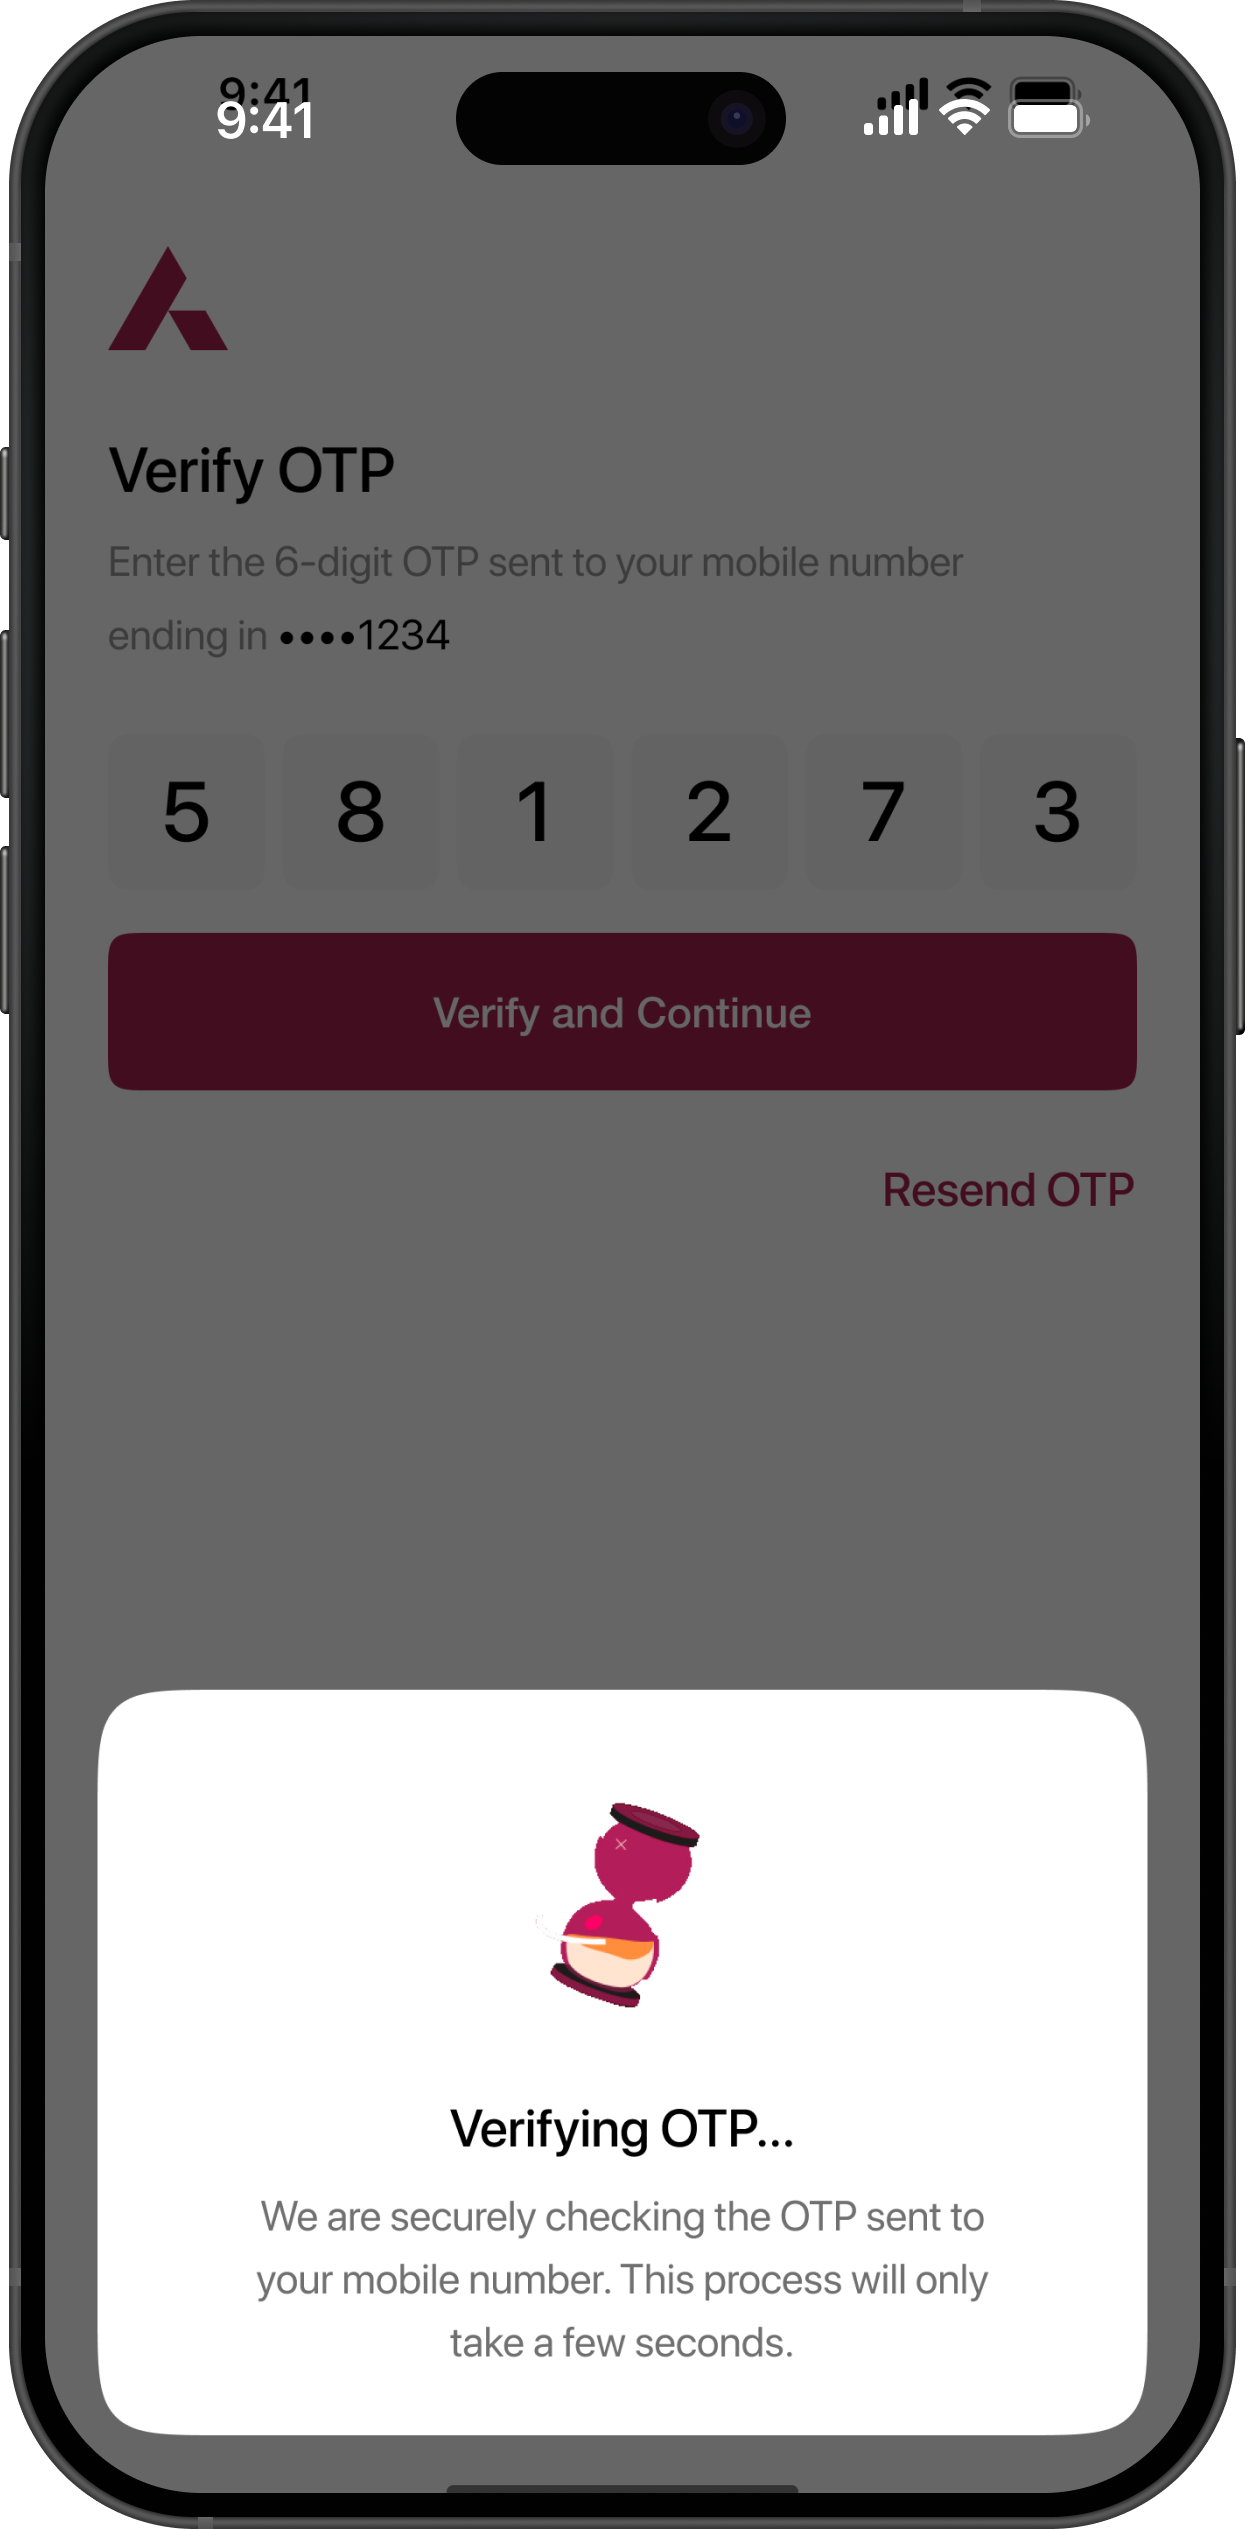 9:41
9:41
Verify OTP
Enter the 6-digit OTP sent to your mobile number
ending in ••••1234
5 8 1 2 7 3
Verify and Continue
Resend OTP
Verifying OTP...
We are securely checking the OTP sent to
your mobile number. This process will only
take a few seconds.